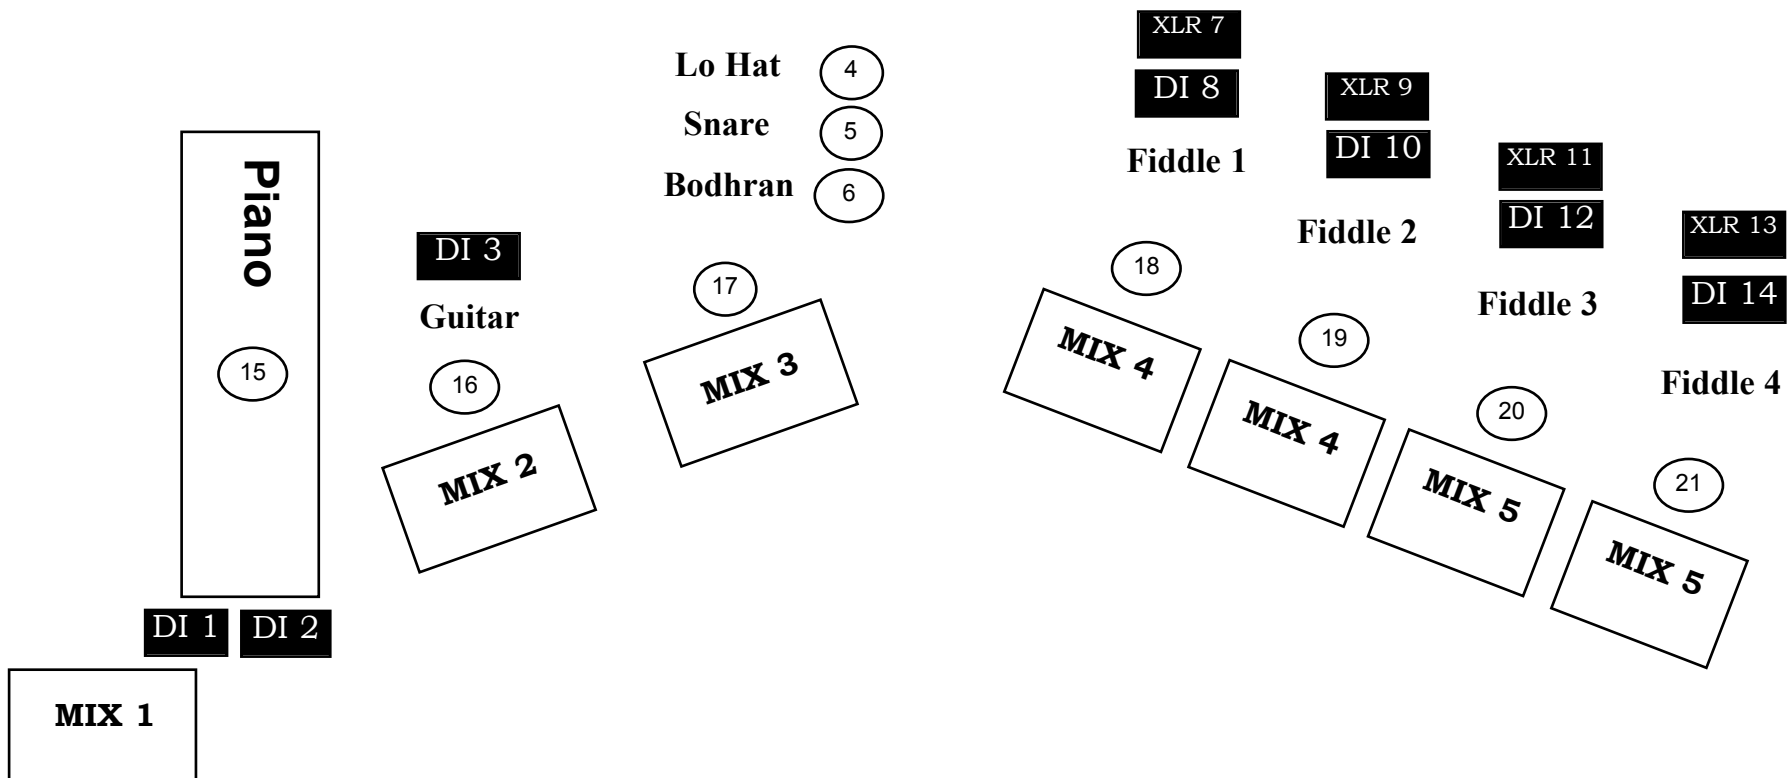 XLR 7
Lo Hat 4
DI 8
XLR 9
Snare 5
DI 10
Fiddle 1
XLR 11
Piano
Bodhran 6
DI 12
XLR 13
Fiddle 2
DI 3
18
17
DI 14
Fiddle 3
Guitar
19
MIX 4
15
16
MIX 3
Fiddle 4
20
MIX 4
MIX 2
21
MIX 5
MIX 5
DI 1
DI 2
MIX 1